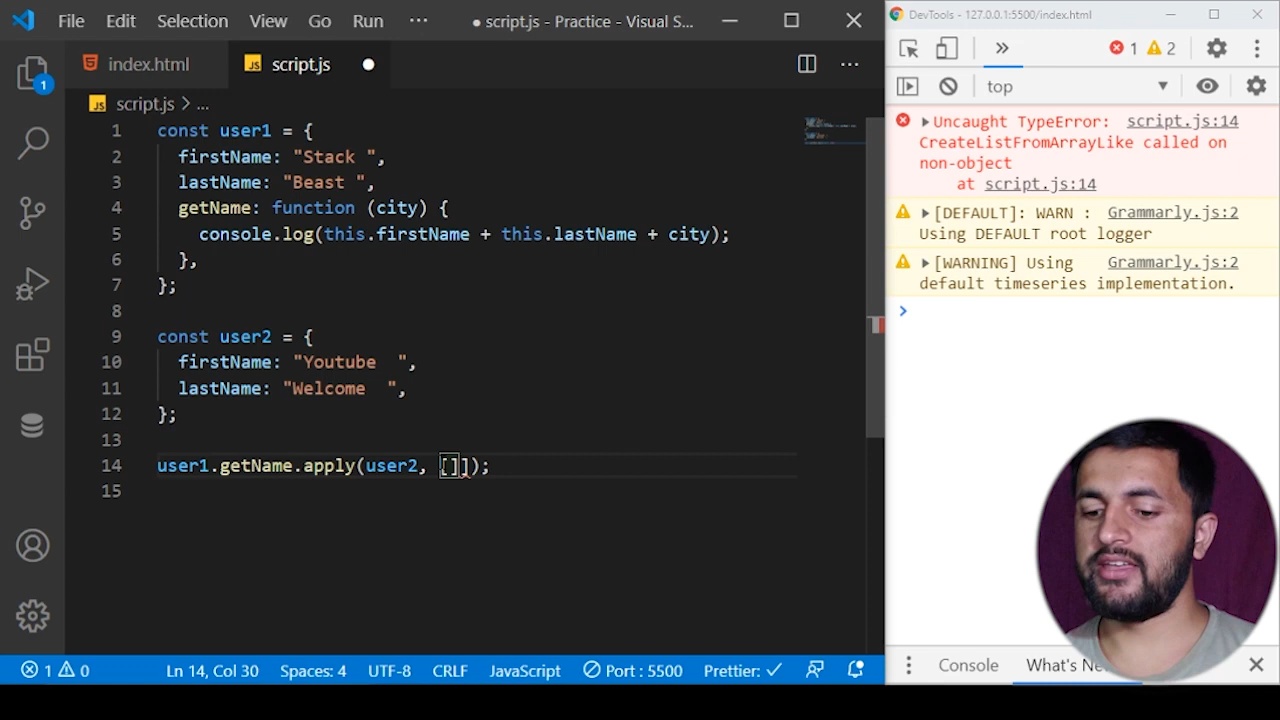 File Edit Selection View Go Run ··· ● script.js - Practice - Visual S...
index.html script.js ● ···
script.js > ...
1 const user1 = {
2 firstName: "Stack ",
3 lastName: "Beast ",
4 getName: function (city) {
5 console.log(this.firstName + this.lastName + city);
6 },
7 };
8
9 const user2 = {
10 firstName: "Youtube  ",
11 lastName: "Welcome  ",
12 };
13
14 user1.getName.apply(user2, []]);
15
1
1 0 Ln 14, Col 30 Spaces: 4 UTF-8 CRLF JavaScript Port : 5500 Prettier: ✓
DevTools - 127.0.0.1:5500/index.html
» 1 2
top ▼
▶Uncaught TypeError: script.js:14
CreateListFromArrayLike called on
non-object
at script.js:14
▶[DEFAULT]: WARN : Grammarly.js:2
Using DEFAULT root logger
▶[WARNING] Using Grammarly.js:2
default timeseries implementation.
>
Console What's Ne